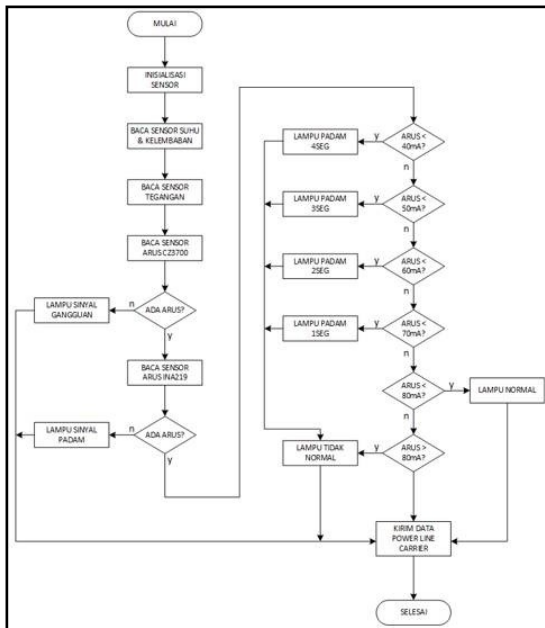 MULAI
INISIALISASI
SENSOR
BACA SENSOR SUHU
& KELEMBABAN
BACA SENSOR
TEGANGAN
BACA SENSOR
ARUS CZ3700
ADA ARUS?
n
LAMPU SINYAL
GANGGUAN
y
BACA SENSOR
ARUS INA219
ADA ARUS?
n
LAMPU SINYAL
PADAM
y
ARUS <
40mA?
y
LAMPU PADAM
4SEG
n
ARUS <
50mA?
y
LAMPU PADAM
3SEG
n
ARUS <
60mA?
y
LAMPU PADAM
2SEG
n
ARUS <
70mA?
y
LAMPU PADAM
1SEG
n
ARUS <
80mA?
y
LAMPU NORMAL
n
ARUS >
80mA?
y
LAMPU TIDAK
NORMAL
KIRIM DATA
POWER LINE
CARRIER
SELESAI